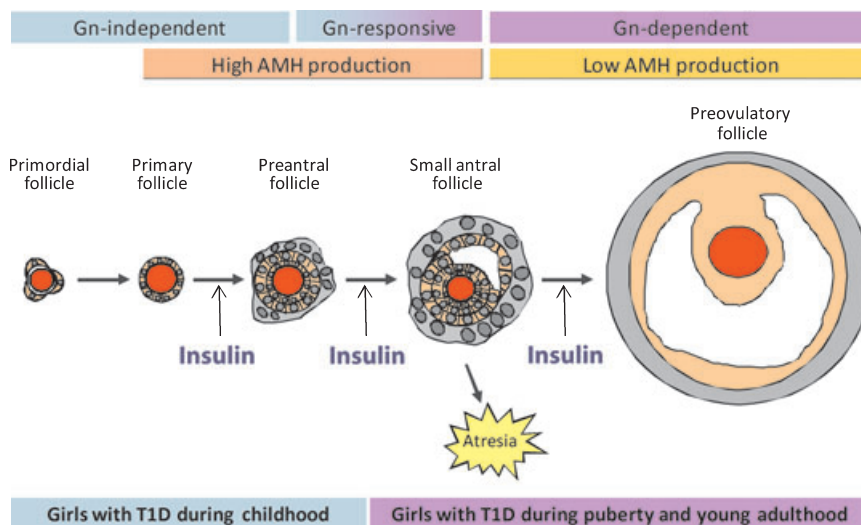 Gn-independent Gn-responsive Gn-dependent
High AMH production Low AMH production
Preovulatory
follicle
Primordial
follicle
Primary
follicle
Preantral
follicle
Small antral
follicle
Insulin Insulin Insulin
Atresia
Girls with T1D during childhood Girls with T1D during puberty and young adulthood